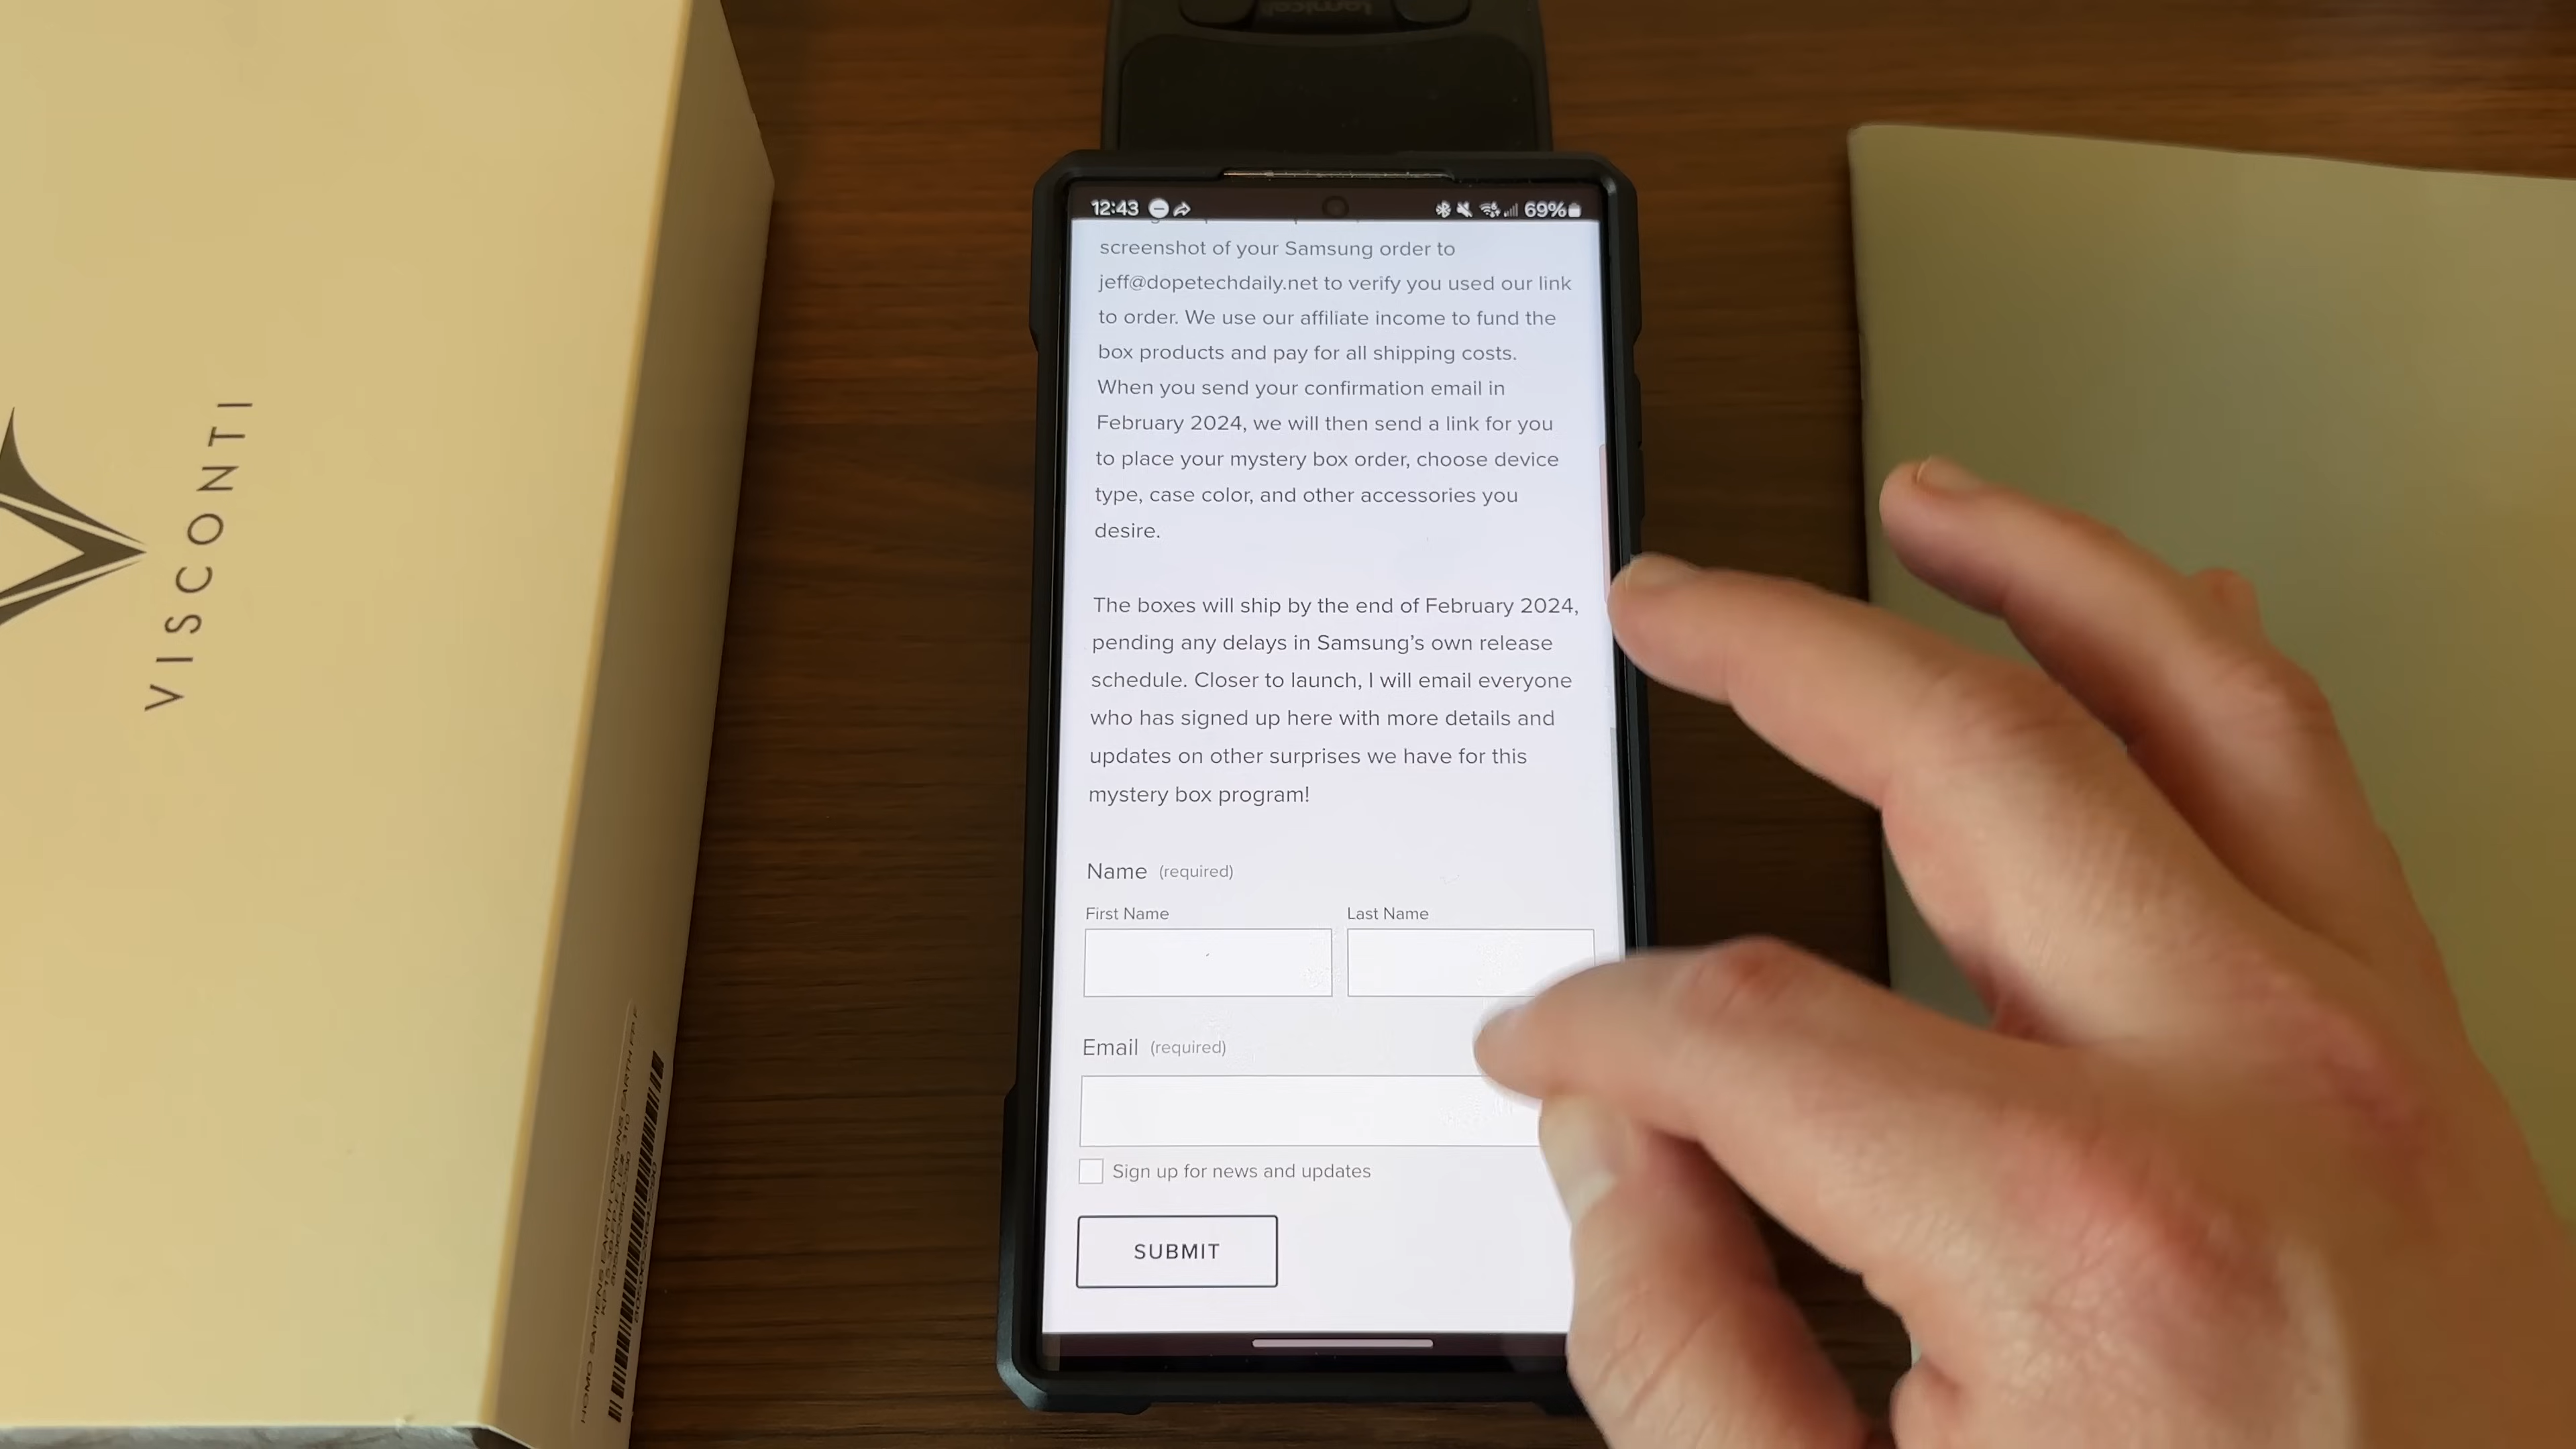 VISCONTI
HOMO SAPIENS EARTH ORIGINS EARTH FP F
12:43
69%
screenshot of your Samsung order to
jeff@dopetechdaily.net to verify you used our link
to order. We use our affiliate income to fund the
box products and pay for all shipping costs.
When you send your confirmation email in
February 2024, we will then send a link for you
to place your mystery box order, choose device
type, case color, and other accessories you
desire.
The boxes will ship by the end of February 2024,
pending any delays in Samsung’s own release
schedule. Closer to launch, I will email everyone
who has signed up here with more details and
updates on other surprises we have for this
mystery box program!
Name (required)
First Name Last Name
Email (required)
Sign up for news and updates
SUBMIT